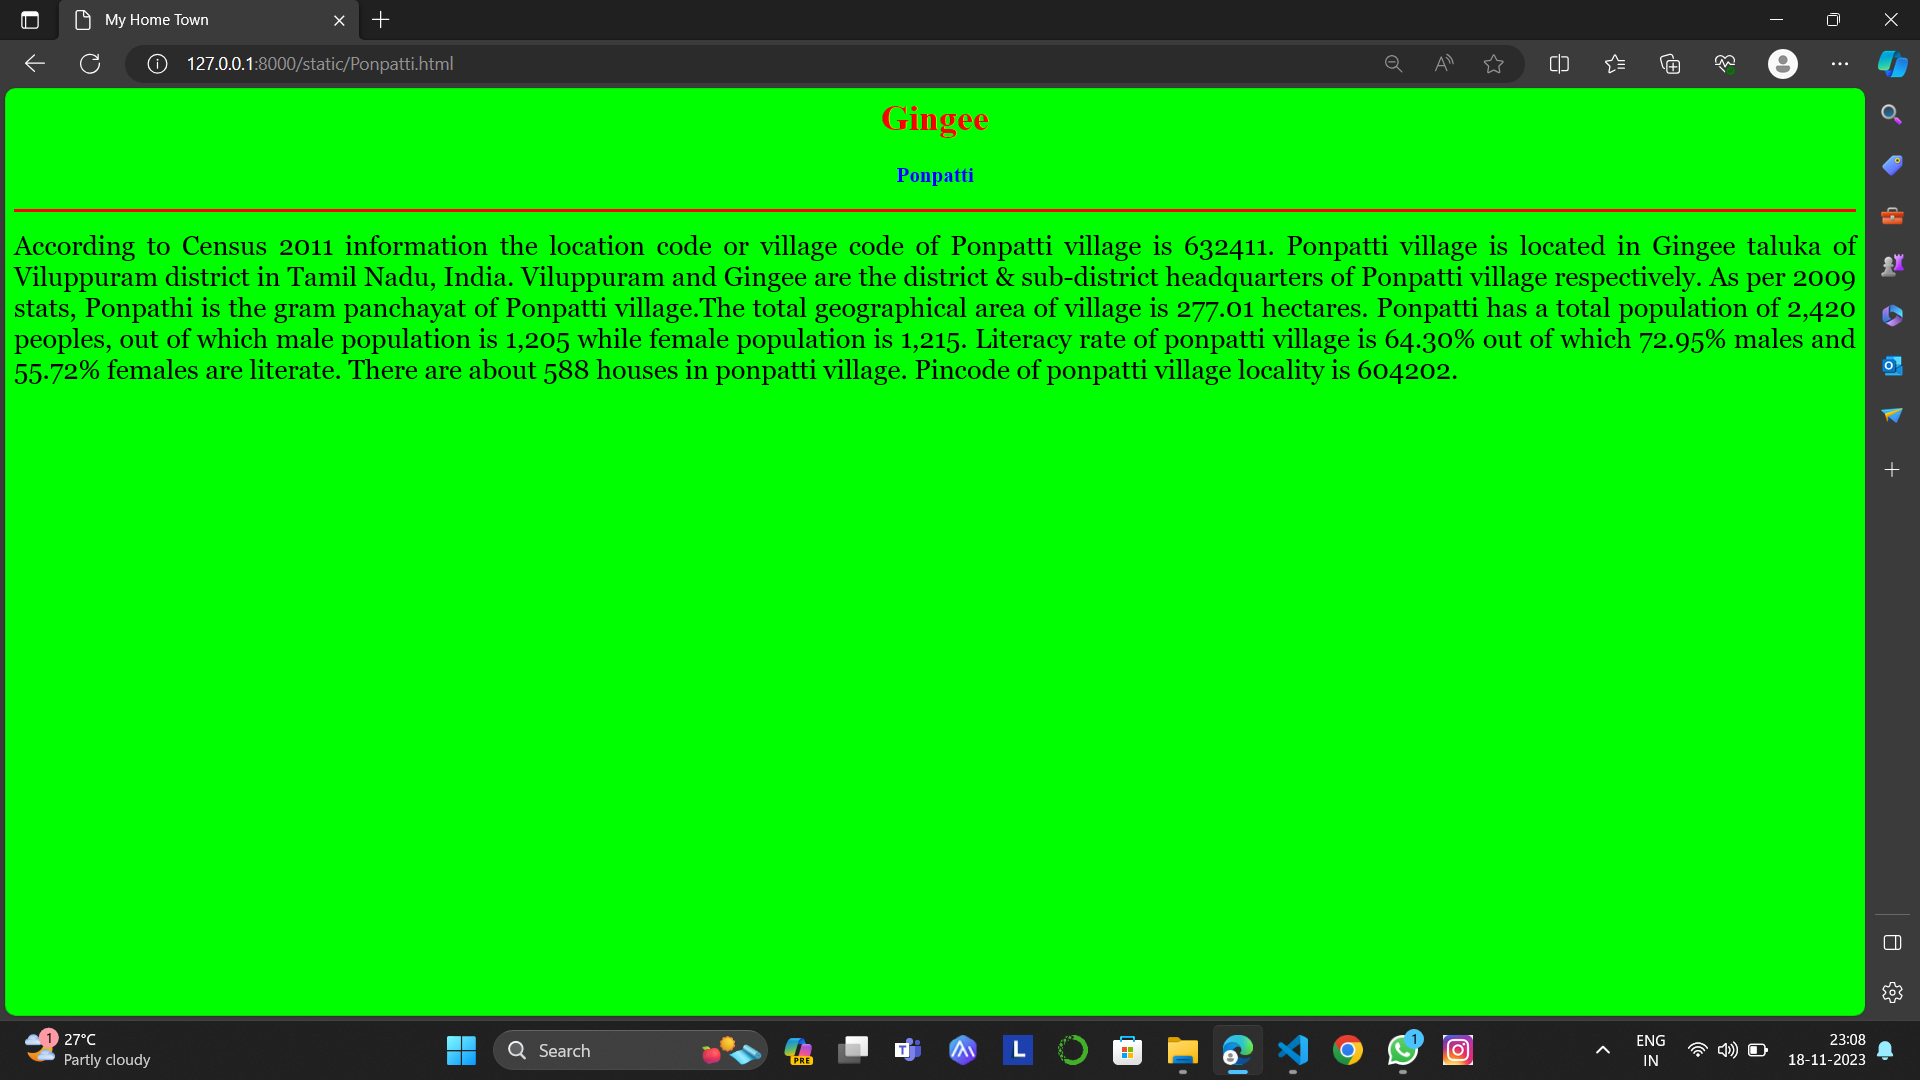 My Home Town
127.0.0.1:8000/static/Ponpatti.html
Gingee
Ponpatti
According to Census 2011 information the location code or village code of Ponpatti village is 632411. Ponpatti village is located in Gingee taluka of
Viluppuram district in Tamil Nadu, India. Viluppuram and Gingee are the district & sub-district headquarters of Ponpatti village respectively. As per 2009
stats, Ponpathi is the gram panchayat of Ponpatti village.The total geographical area of village is 277.01 hectares. Ponpatti has a total population of 2,420
peoples, out of which male population is 1,205 while female population is 1,215. Literacy rate of ponpatti village is 64.30% out of which 72.95% males and
55.72% females are literate. There are about 588 houses in ponpatti village. Pincode of ponpatti village locality is 604202.
1
27°C
Partly cloudy
Search
PRE
L
1
ENG
IN
23:08
18-11-2023